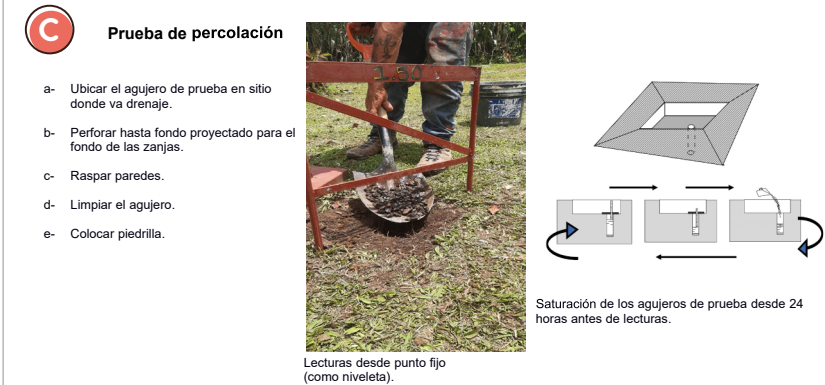 C
Prueba de percolación
a- Ubicar el agujero de prueba en sitio
donde va drenaje.
b- Perforar hasta fondo proyectado para el
fondo de las zanjas.
c- Raspar paredes.
d- Limpiar el agujero.
e- Colocar piedrilla.
1.50
Lecturas desde punto fijo
(como niveleta).
Saturación de los agujeros de prueba desde 24
horas antes de lecturas.